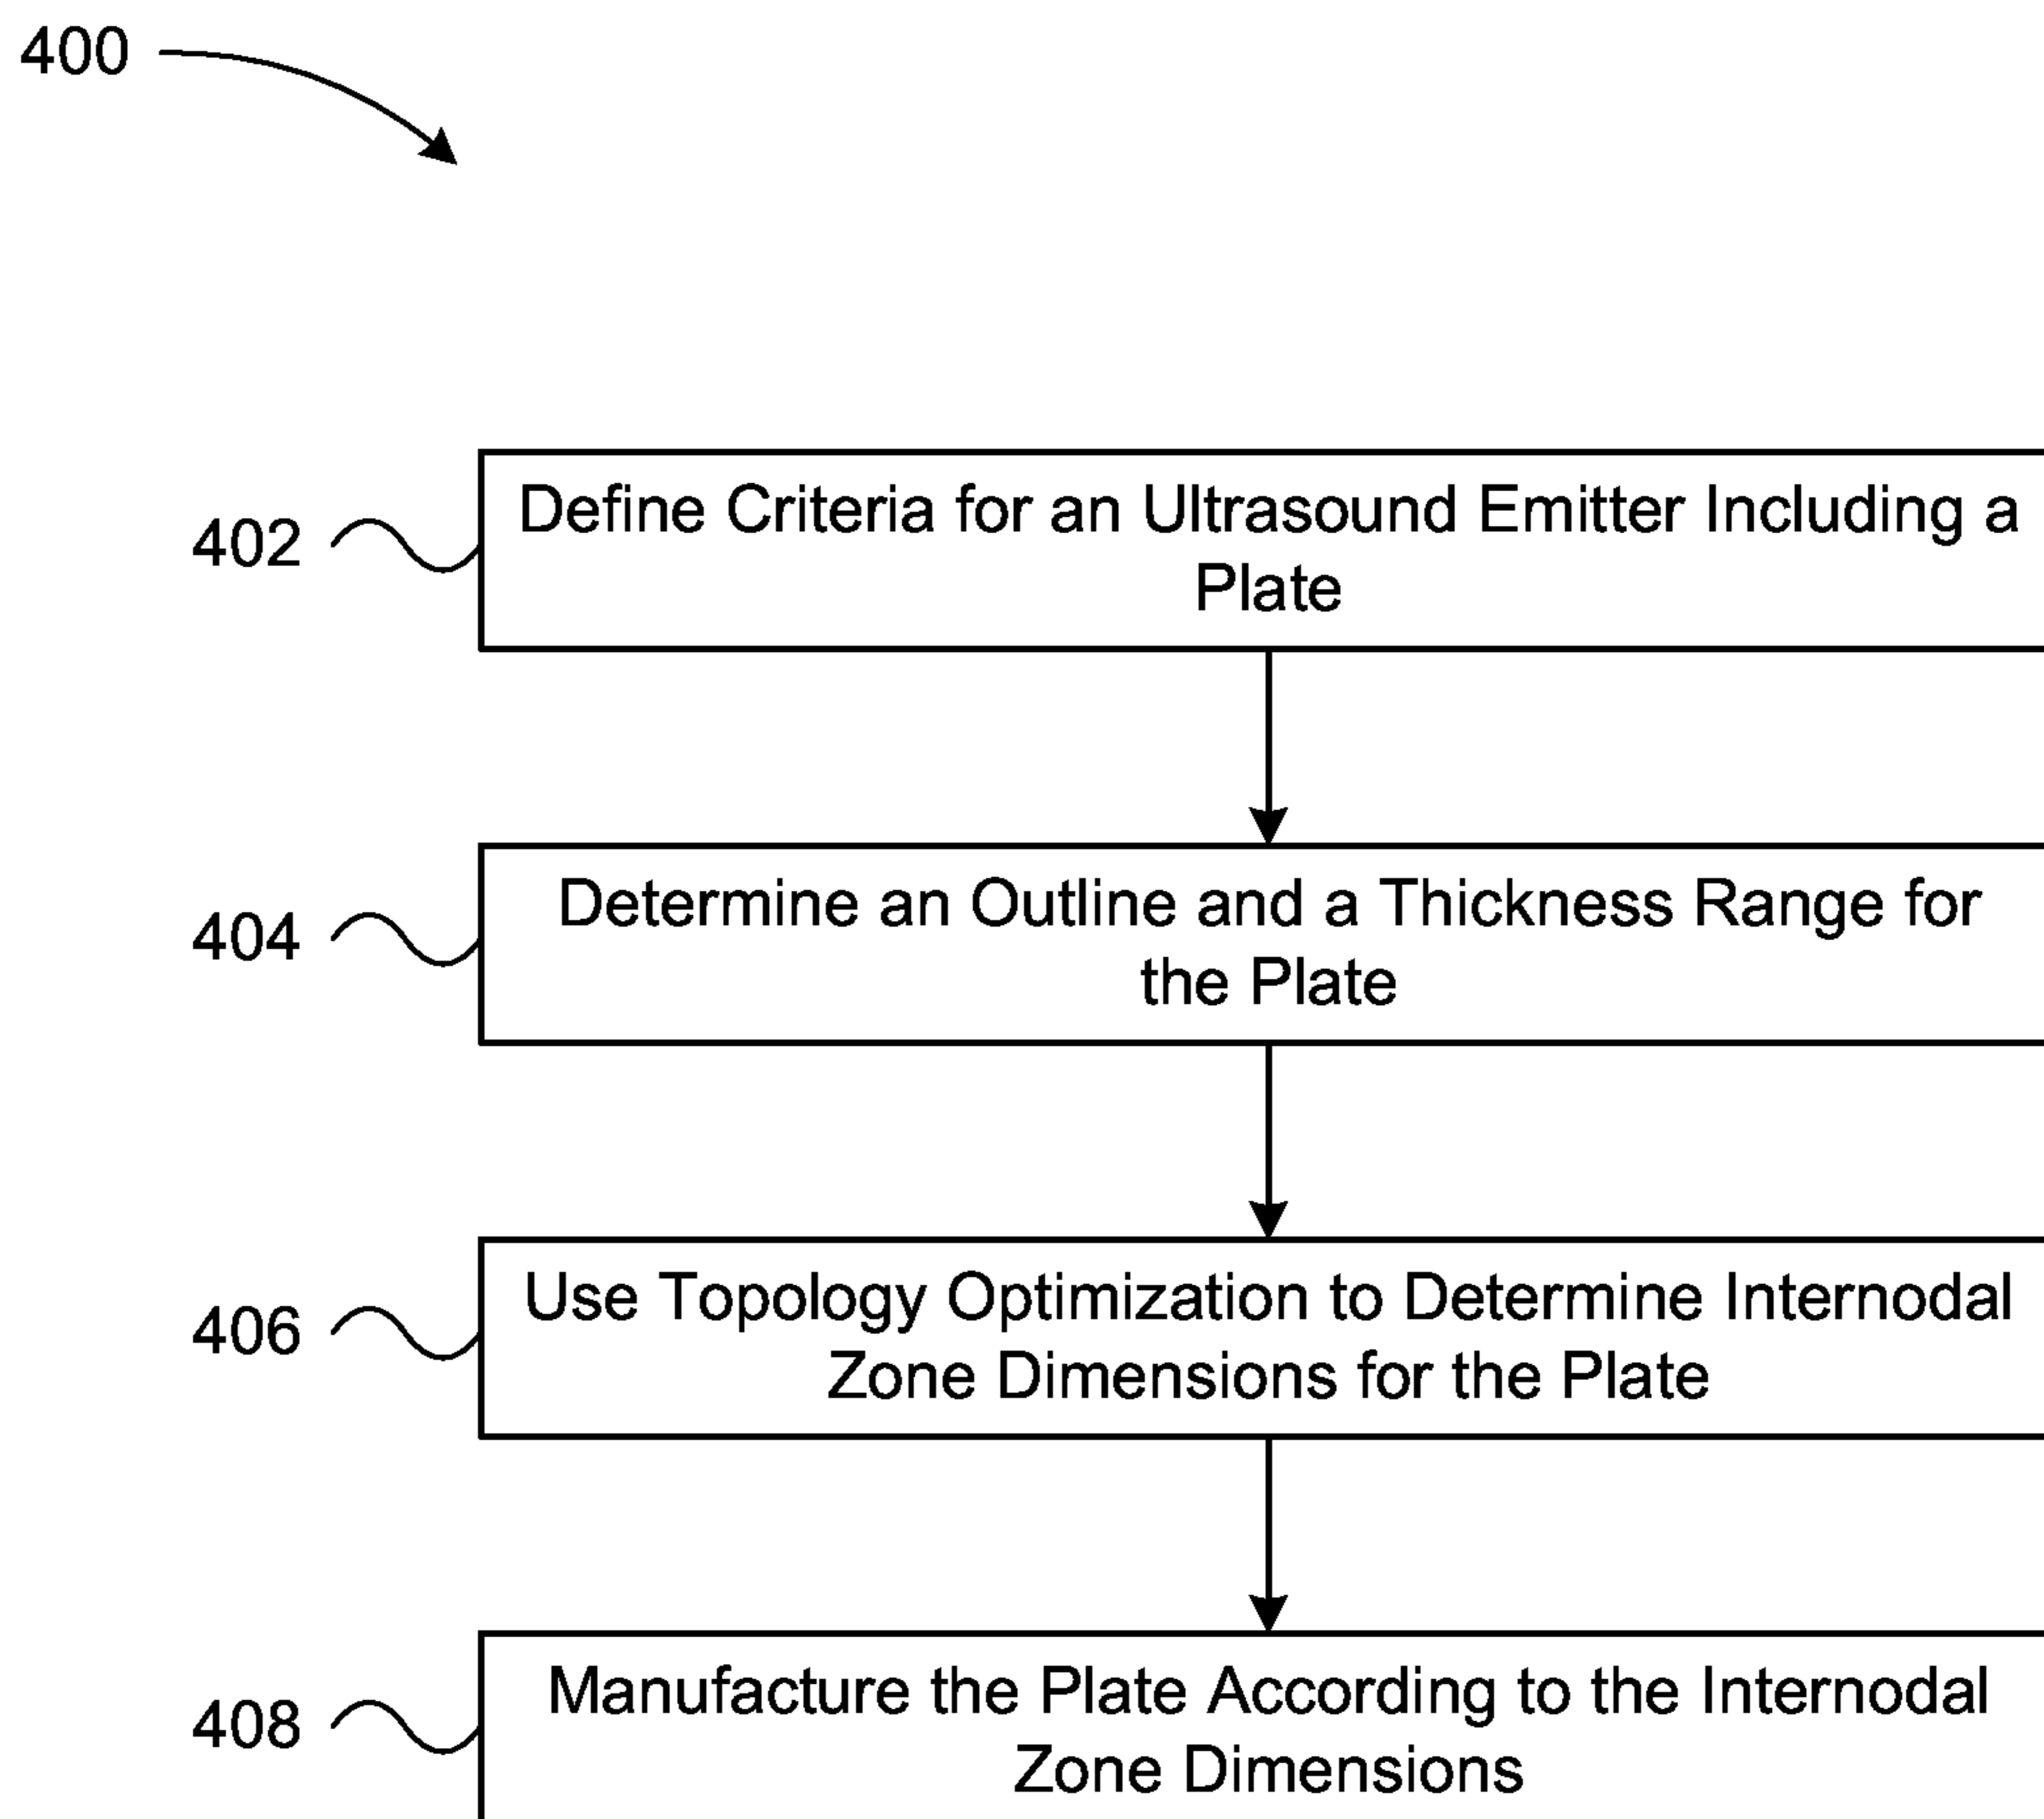 400
402
Define Criteria for an Ultrasound Emitter Including a
Plate
404
Determine an Outline and a Thickness Range for
the Plate
406
Use Topology Optimization to Determine Internodal
Zone Dimensions for the Plate
408
Manufacture the Plate According to the Internodal
Zone Dimensions